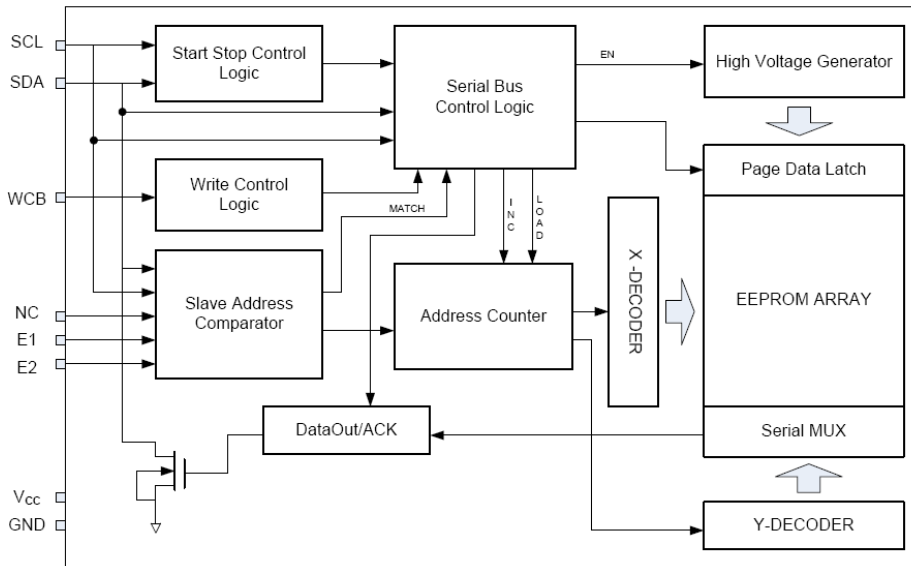 SCL
SDA
WCB
NC
E1
E2
Vcc
GND
Start Stop Control
Logic
Write Control
Logic
Slave Address
Comparator
Serial Bus
Control Logic
EN
High Voltage Generator
MATCH
INC
LOAD
Address Counter
X -DECODER
Page Data Latch
EEPROM ARRAY
Serial MUX
DataOut/ACK
Y-DECODER